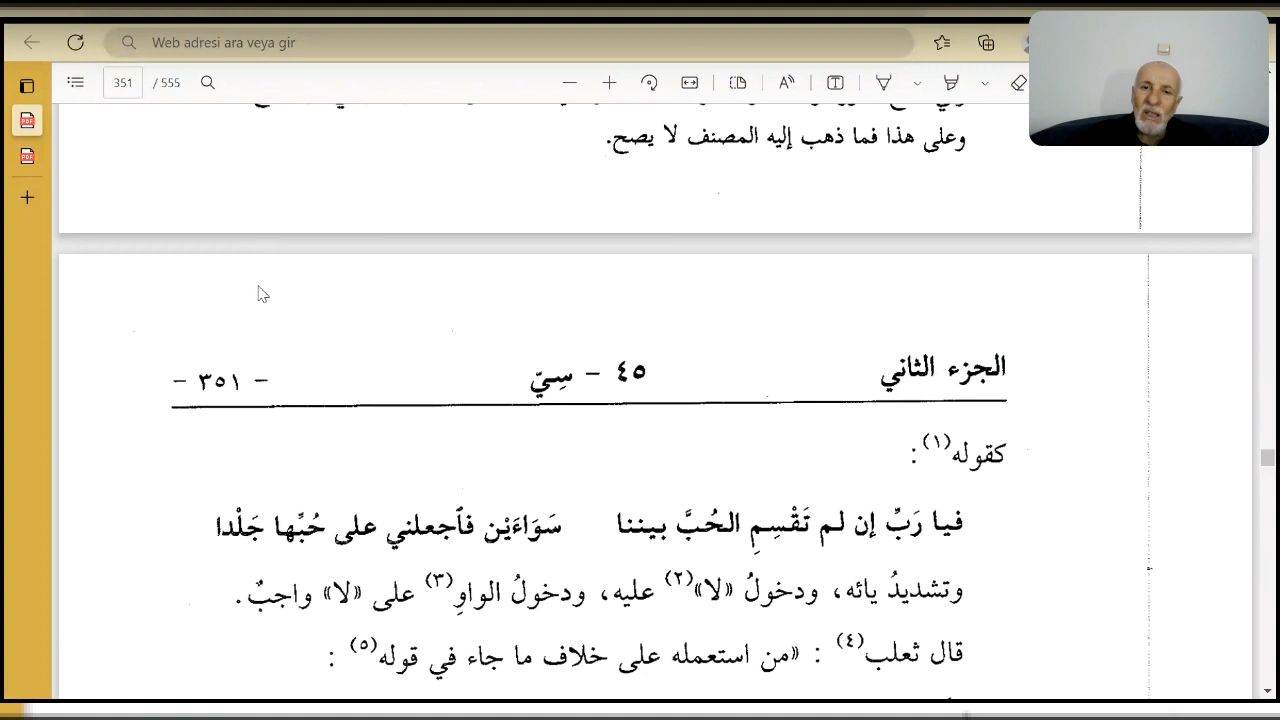 Web adresi ara veya gir
351 / 555
وعلى هذا فما ذهب إليه المصنف لا يصح.
الجزء الثاني ٤٥ – سِيّ – ٣٥١ –
كقوله(١) :
فيا رَبِّ إن لم تَقْسِمِ الحُبَّ بيننا سَوَاءَيْن فٱجعلني على حُبِّها جَلْدا
وتشديدُ يائه، ودخولُ «لا»(٢) عليه، ودخولُ الواوِ(٣) على «لا» واجبٌ.
قال ثعلب(٤) : «من استعمله على خلاف ما جاء في قوله(٥) :